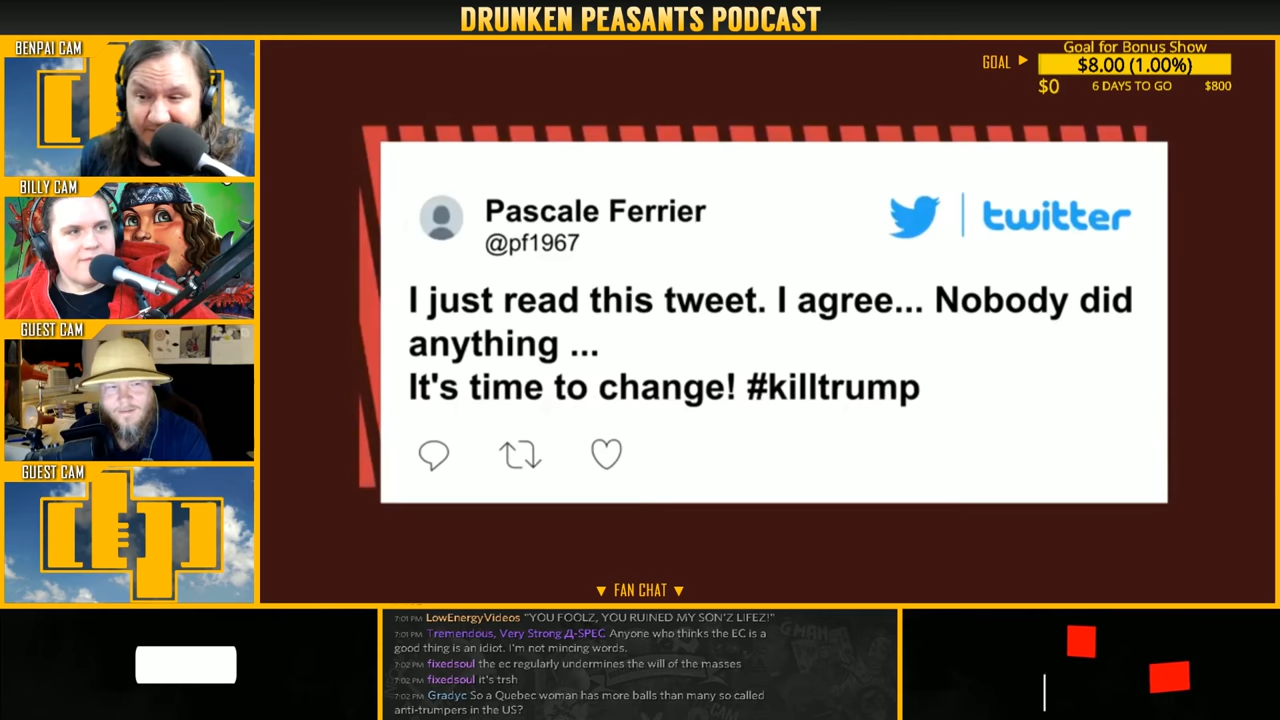 DRUNKEN PEASANTS PODCAST
BENPAI CAM
BILLY CAM
GUEST CAM
GUEST CAM
GOAL
Goal for Bonus Show
$8.00 (1.00%)
$0 6 DAYS TO GO $800
Pascale Ferrier
@pf1967
twitter
I just read this tweet. I agree... Nobody did
anything ...
It's time to change! #killtrump
▼ FAN CHAT ▼
7:01 PM LowEnergyVideos "YOU FOOLZ, YOU RUINED MY SON'Z LIFEZ!"
7:01 PM Tremendous, Very Strong Д-SPEC Anyone who thinks the EC is a
good thing is an idiot. I'm not mincing words.
7:02 PM fixedsoul the ec regularly undermines the will of the masses
7:02 PM fixedsoul it's trsh
7:02 PM Gradyc So a Quebec woman has more balls than many so called
anti-trumpers in the US?